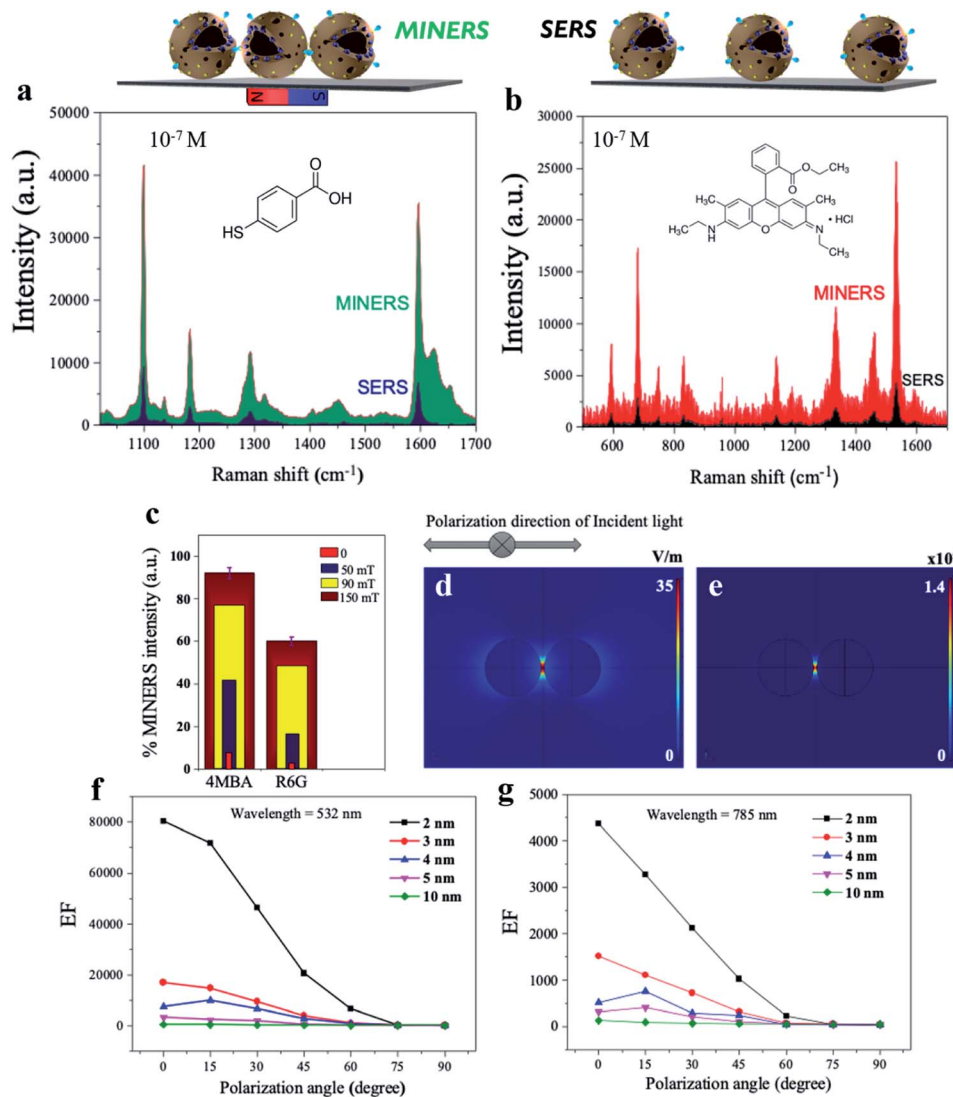 MINERS
SERS
N S
a
50000
40000
30000
20000
10000
0
Intensity (a.u.)
10-7 M
O
OH
HS
MINERS
SERS
1100 1200 1300 1400 1500 1600 1700
Raman shift (cm-1)
b
30000
25000
20000
15000
10000
5000
0
Intensity (a.u.)
10-7 M
O CH3
O
H3C CH3
• HCl
H3C N O N
H CH3
MINERS
SERS
600 800 1000 1200 1400 1600
Raman shift (cm-1)
c
100
80
60
40
20
0
% MINERS intensity (a.u.)
0
50 mT
90 mT
150 mT
4MBA R6G
Polarization direction of Incident light
V/m
d
35
0
x10
e
1.4
0
f
Wavelength = 532 nm
80000
60000
40000
20000
0
EF
2 nm
3 nm
4 nm
5 nm
10 nm
0 15 30 45 60 75 90
Polarization angle (degree)
g
Wavelength = 785 nm
5000
4000
3000
2000
1000
0
EF
2 nm
3 nm
4 nm
5 nm
10 nm
0 15 30 45 60 75 90
Polarization angle (degree)